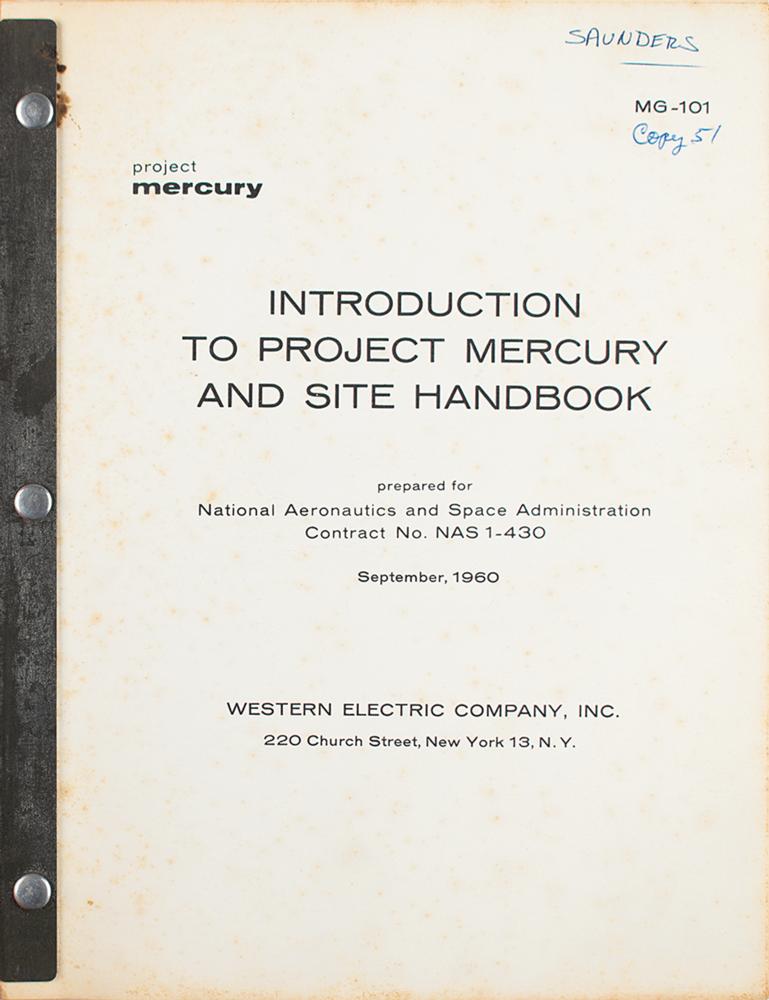 SAUNDERS
MG-101
Copy 51
project
mercury
INTRODUCTION
TO PROJECT MERCURY
AND SITE HANDBOOK
prepared for
National Aeronautics and Space Administration
Contract No. NAS 1-430
September, 1960
WESTERN ELECTRIC COMPANY, INC.
220 Church Street, New York 13, N. Y.